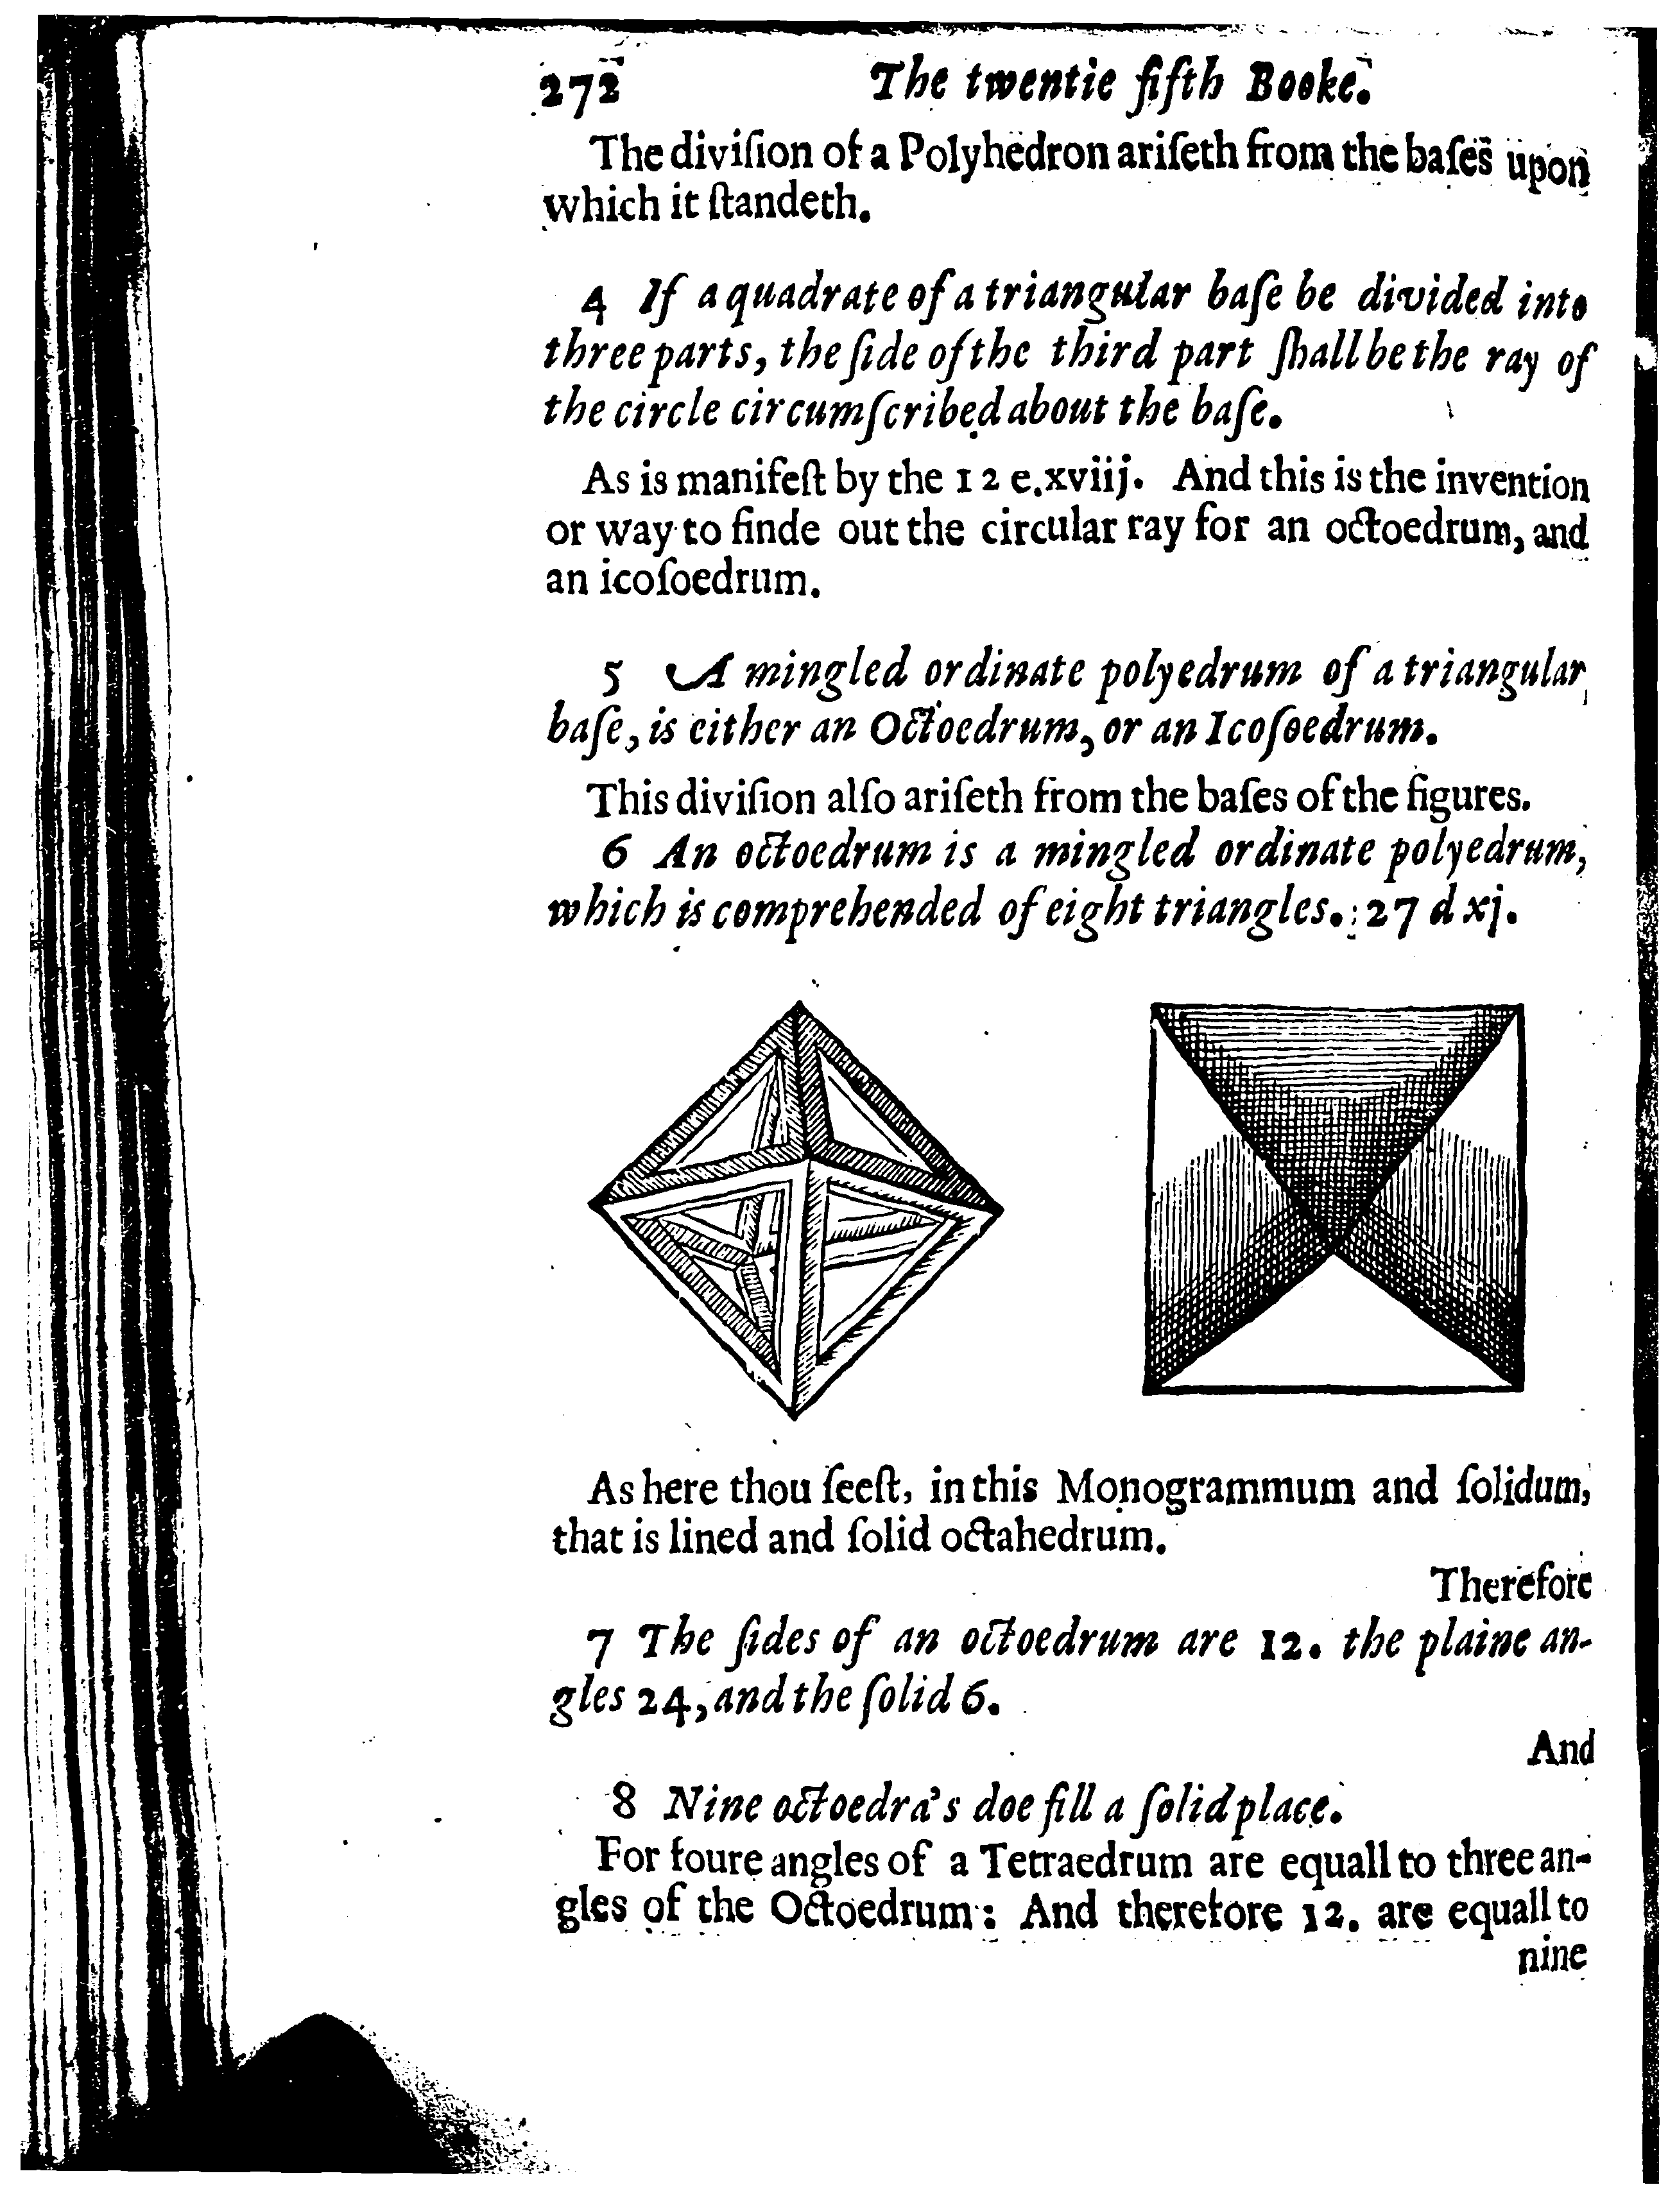 272 The twentie fifth Booke.
The diviſion of a Polyhedron ariſeth from the baſes upon
which it ſtandeth.
4 If a quadrate of a triangular baſe be divided into
three parts, the ſide of the third part ſhall be the ray of
the circle circumſcribed about the baſe.
As is manifeſt by the 12 e.xviij. And this is the invention
or way to finde out the circular ray for an octoedrum, and
an icoſoedrum.
5 A mingled ordinate polyedrum of a triangular
baſe, is either an Octoedrum, or an Icoſoedrum.
This diviſion alſo ariſeth from the baſes of the figures.
6 An octoedrum is a mingled ordinate polyedrum,
which is comprehended of eight triangles. 27 d xj.
As here thou ſeeſt, in this Monogrammum and ſolidum,
that is lined and ſolid octahedrum.
Therefore
7 The ſides of an octoedrum are 12. the plaine an-
gles 24, and the ſolid 6.
And
8 Nine octoedra's doe fill a ſolid place.
For foure angles of a Tetraedrum are equall to three an-
gles of the Octoedrum: And therefore 12. are equall to
nine